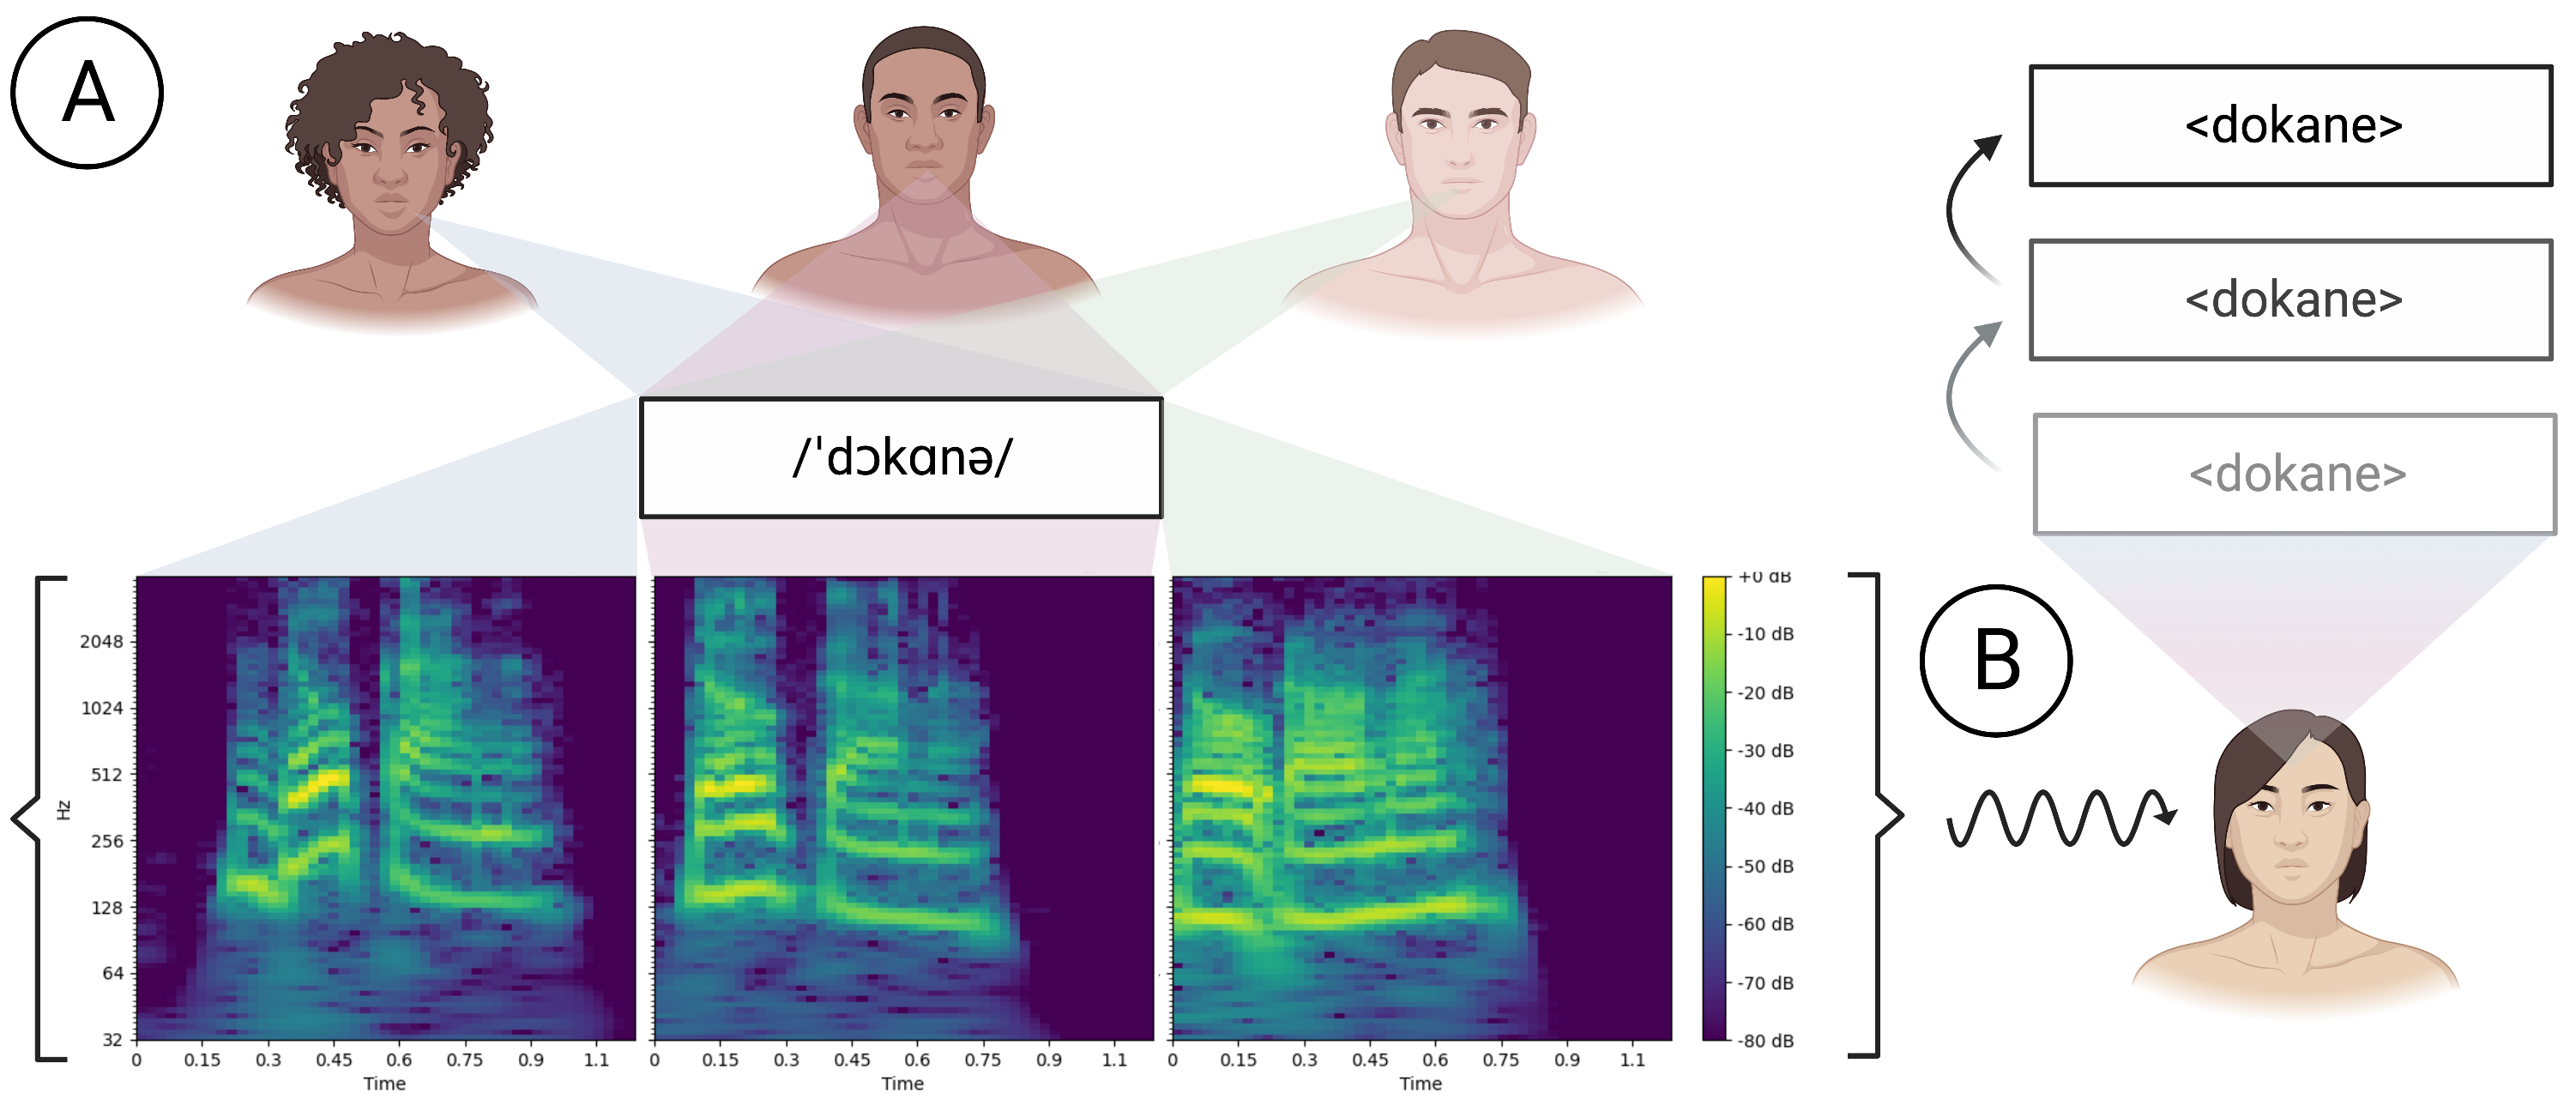 A
<dokane>
<dokane>
/ˈdɔkɑnə/
<dokane>
B
Hz
2048
1024
512
256
128
64
32
0 0.15 0.3 0.45 0.6 0.75 0.9 1.1
Time
0 0.15 0.3 0.45 0.6 0.75 0.9 1.1
Time
0 0.15 0.3 0.45 0.6 0.75 0.9 1.1
Time
+0 dB
-10 dB
-20 dB
-30 dB
-40 dB
-50 dB
-60 dB
-70 dB
-80 dB